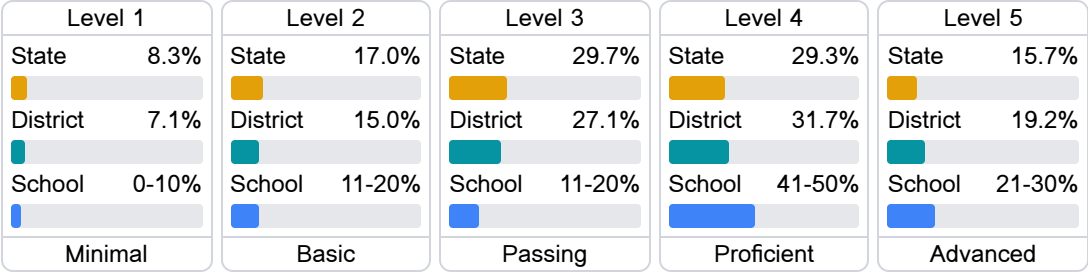 Level 1
State 8.3%
District 7.1%
School 0-10%
Minimal
Level 2
State 17.0%
District 15.0%
School 11-20%
Basic
Level 3
State 29.7%
District 27.1%
School 11-20%
Passing
Level 4
State 29.3%
District 31.7%
School 41-50%
Proficient
Level 5
State 15.7%
District 19.2%
School 21-30%
Advanced